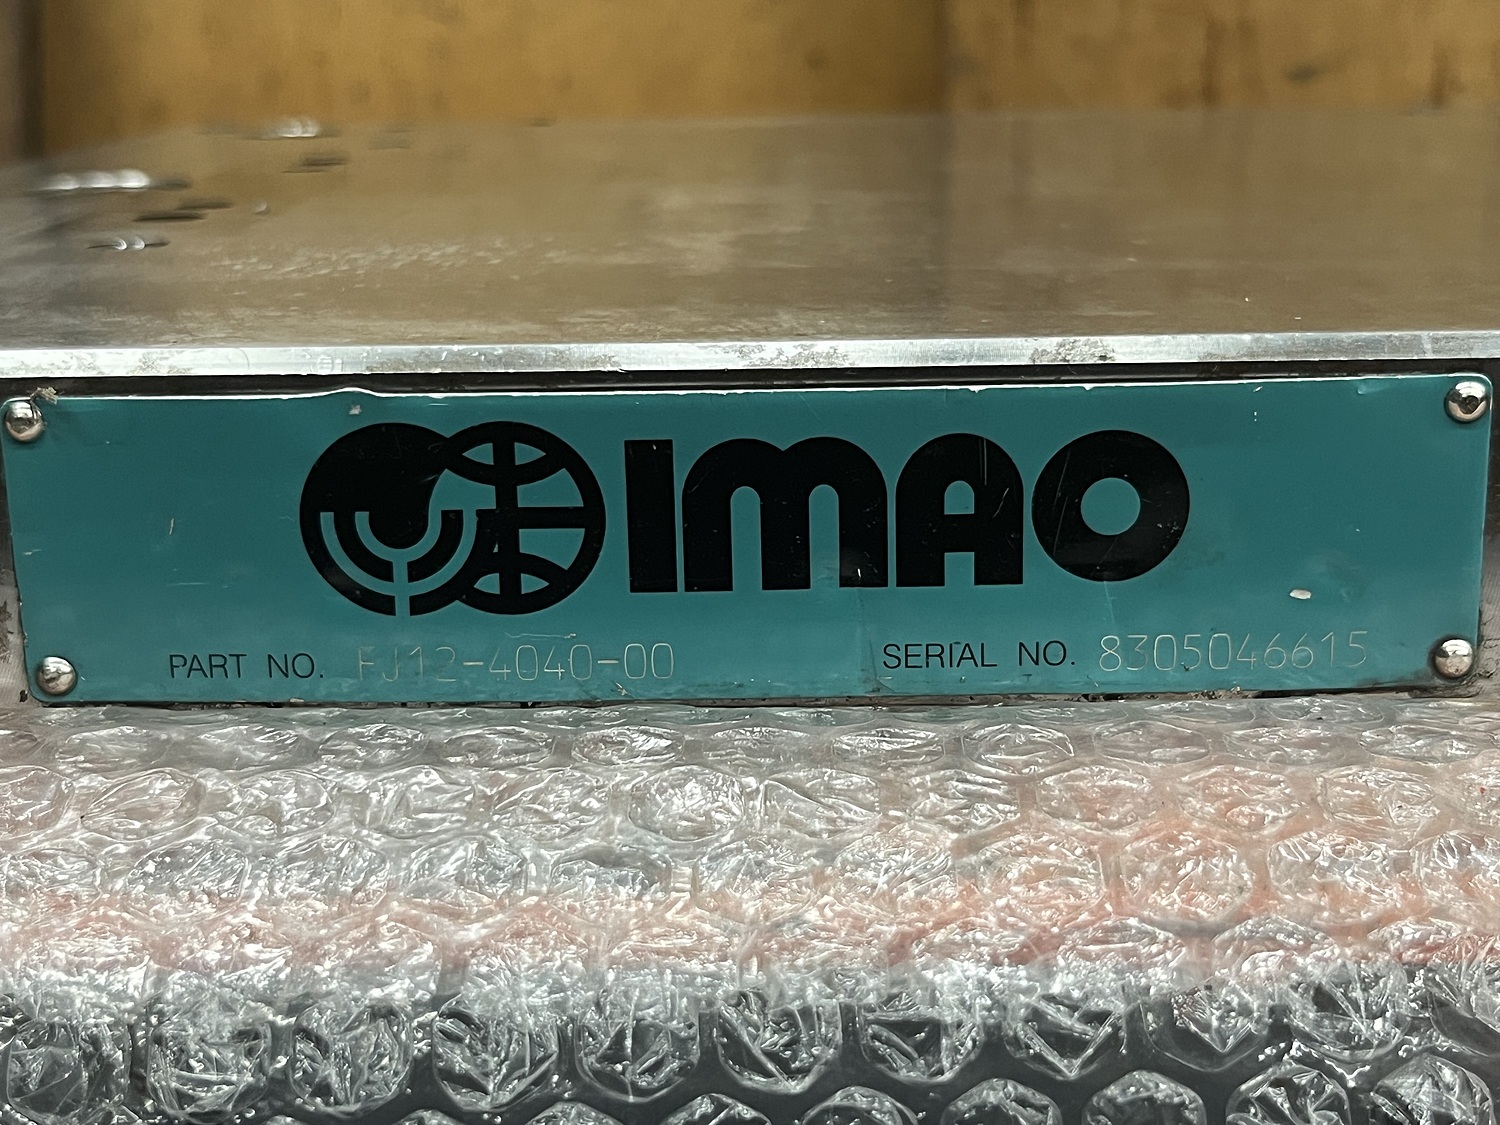 IMAO
PART NO. FJ12-4040-00 SERIAL NO. 8305046615